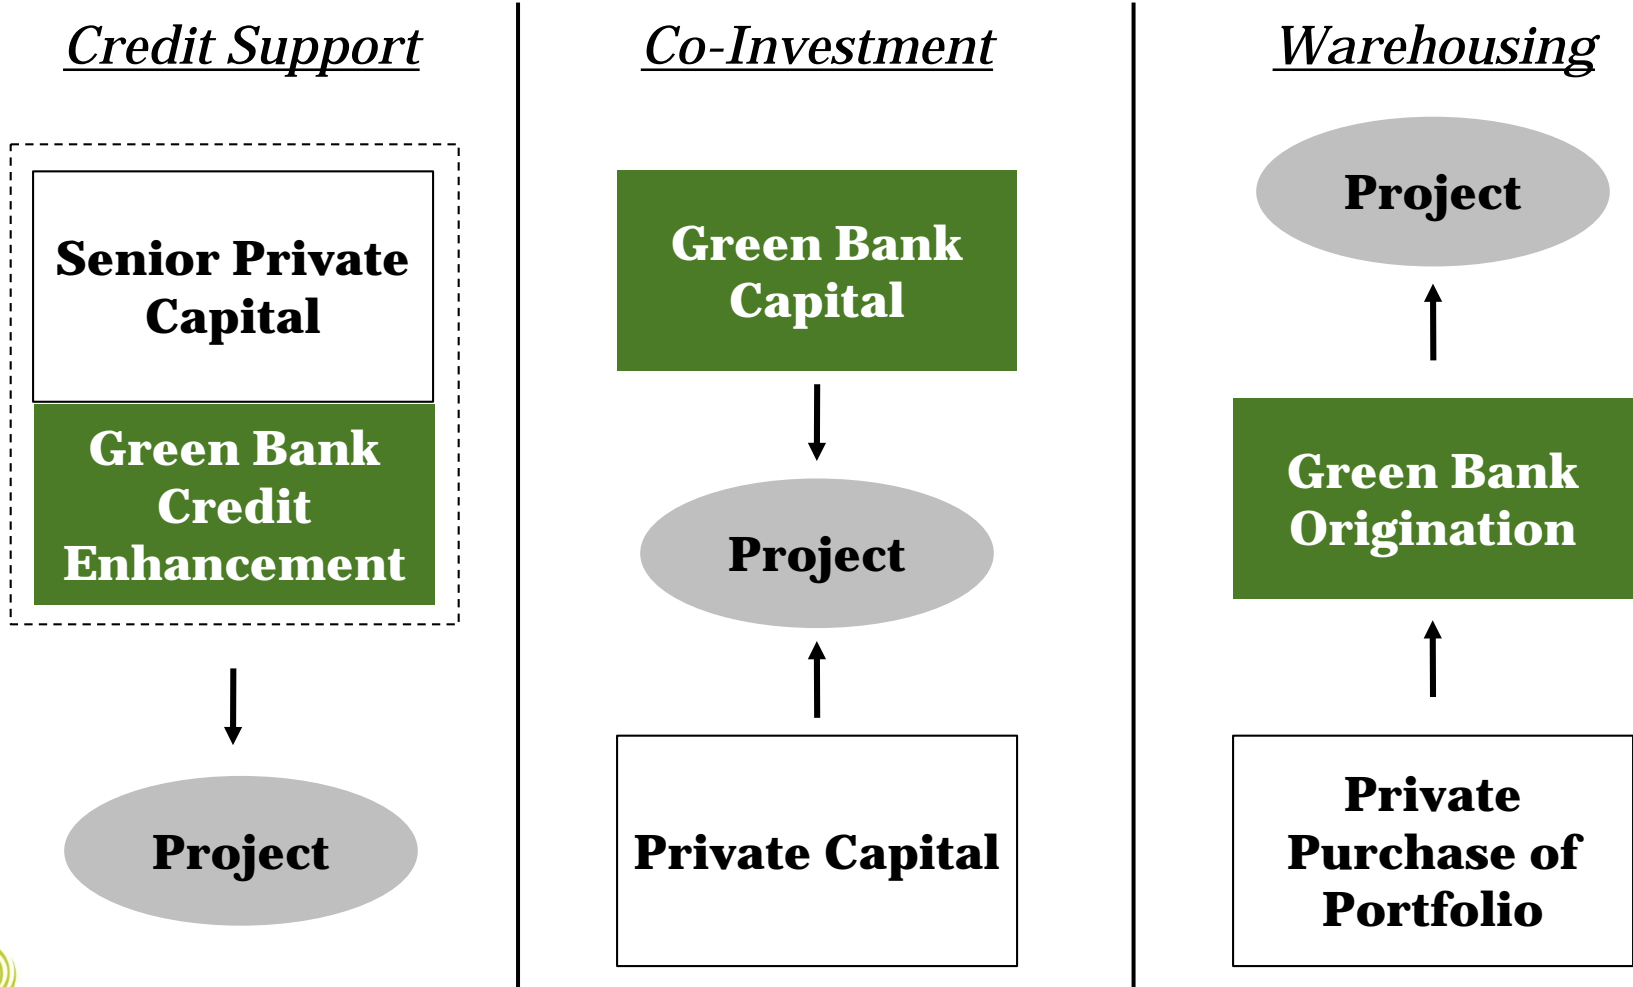 Credit Support
Senior Private
Capital
Green Bank
Credit
Enhancement
Project
Co-Investment
Green Bank
Capital
Project
Private Capital
Warehousing
Project
Green Bank
Origination
Private
Purchase of
Portfolio